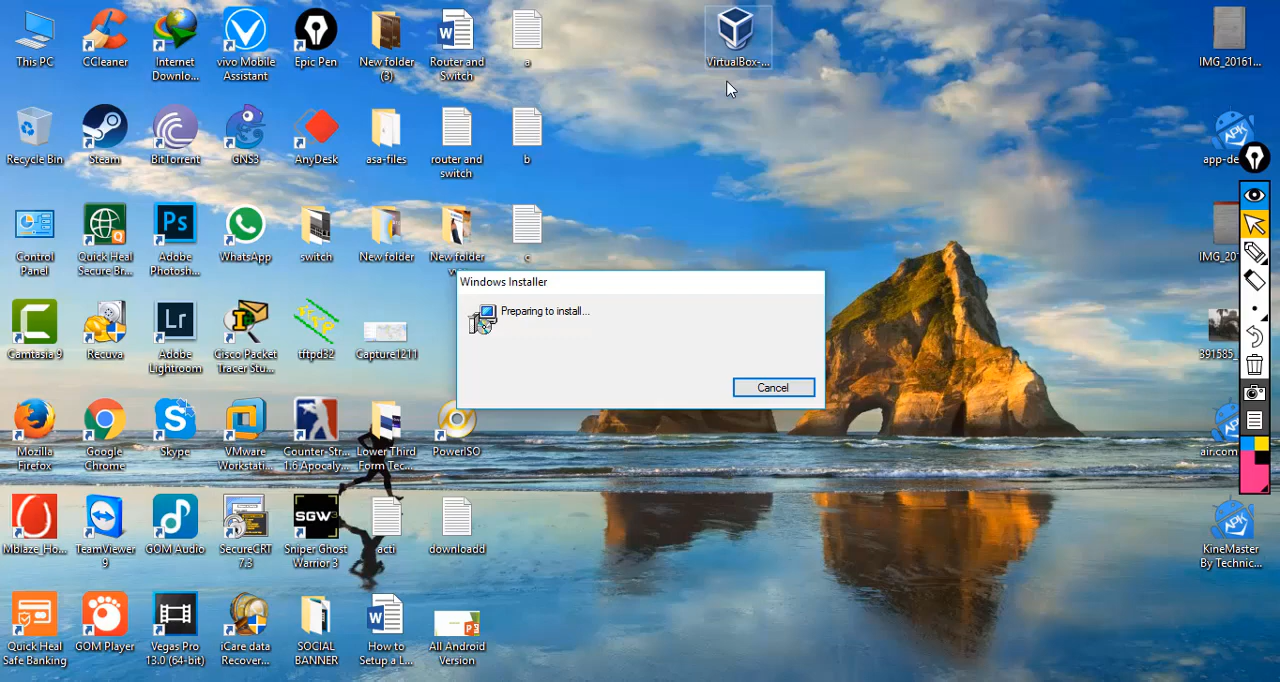 This PC
CCleaner
Internet
Downlo...
vivo Mobile
Assistant
Epic Pen
New folder
(3)
Router and
Switch
a
VirtualBox-...
IMG_20161...
Recycle Bin
Steam
BitTorrent
GNS3
AnyDesk
asa-files
router and
switch
b
APK
app-de
Control
Panel
Quick Heal
Secure Br...
Ps
Adobe
Photosh...
WhatsApp
switch
New folder
New folder
c
IMG_201
Windows Installer
Preparing to install...
Cancel
Camtasia 9
Recuva
Lr
Adobe
Lightroom
Cisco Packet
Tracer Stu...
tftpd32
Capture1211
391585_
Mozilla
Firefox
Google
Chrome
Skype
VMware
Workstati...
Counter-Str...
1.6 Apocaly...
Lower Third
Form Tec...
PowerISO
air.com
Mblaze_Ho...
TeamViewer
9
GOM Audio
SecureCRT
7.3
SGW3
Sniper Ghost
Warrior 3
acti
downloadd
APK
KineMaster
By Technic...
Quick Heal
Safe Banking
GOM Player
Vegas Pro
13.0 (64-bit)
iCare data
Recover...
SOCIAL
BANNER
How to
Setup a L...
All Android
Version